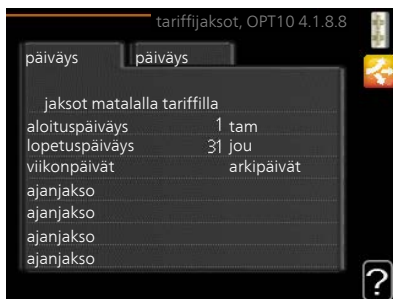 tariffijaksot, OPT10 4.1.8.8
päiväys päiväys
jaksot matalalla tariffilla
aloituspäiväys 1 tam
lopetuspäiväys 31 jou
viikonpäivät arkipäivät
ajanjakso
ajanjakso
ajanjakso
ajanjakso
?